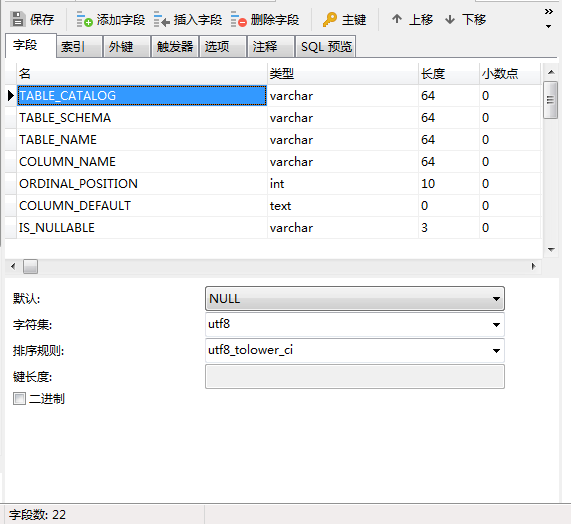 保存 添加字段 插入字段 删除字段 主键 上移 下移
字段 索引 外键 触发器 选项 注释 SQL 预览
名 类型 长度 小数点
TABLE_CATALOG varchar 64 0
TABLE_SCHEMA varchar 64 0
TABLE_NAME varchar 64 0
COLUMN_NAME varchar 64 0
ORDINAL_POSITION int 10 0
COLUMN_DEFAULT text 0 0
IS_NULLABLE varchar 3 0
默认: NULL
字符集: utf8
排序规则: utf8_tolower_ci
键长度:
二进制
字段数: 22